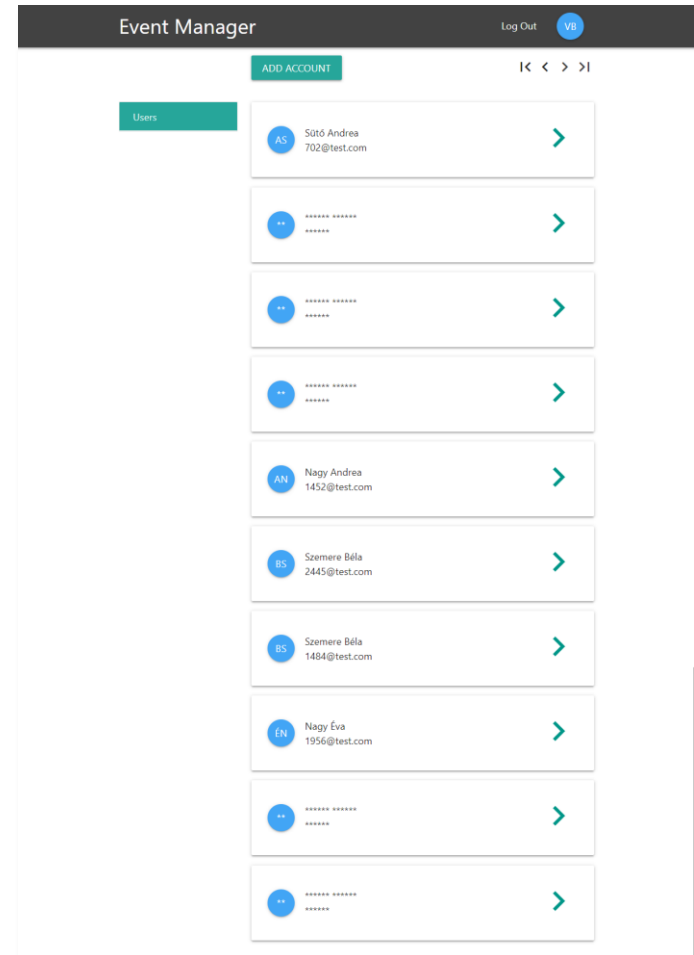 Event Manager
Log Out
VB
ADD ACCOUNT
Users
AS
Sütő Andrea
702@test.com
**
****** ******
******
**
****** ******
******
**
****** ******
******
AN
Nagy Andrea
1452@test.com
BS
Szemere Béla
2445@test.com
BS
Szemere Béla
1484@test.com
ÉN
Nagy Éva
1956@test.com
**
****** ******
******
**
****** ******
******